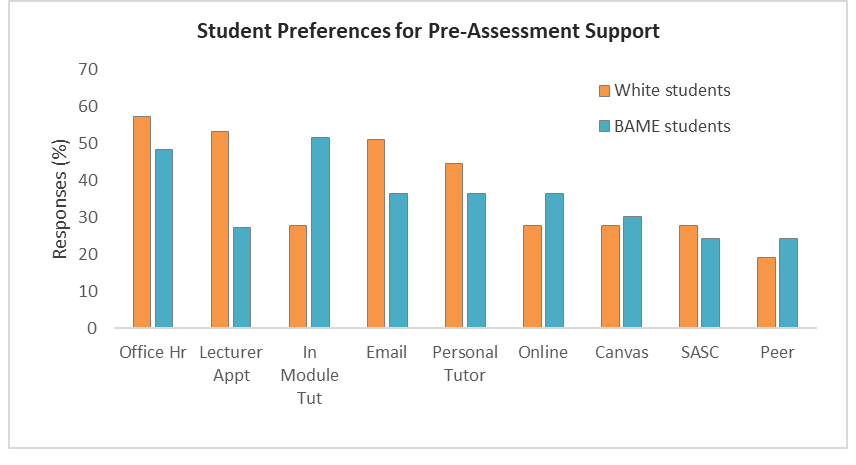 Student Preferences for Pre-Assessment Support
70
60
50
40
30
20
10
0
Responses (%)
White students
BAME students
Office Hr
Lecturer
Appt
In
Module
Tut
Email
Personal
Tutor
Online
Canvas
SASC
Peer